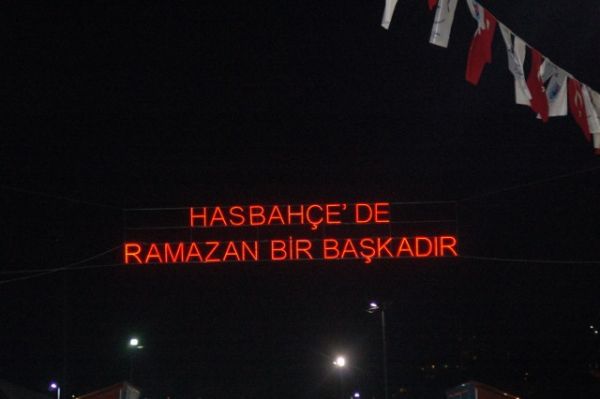 HASBAHÇE' DE
RAMAZAN BİR BAŞKADIR